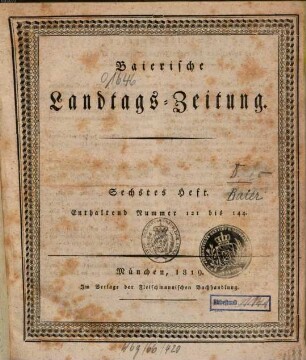 Baierische
Landtags-Zeitung.
Sechstes Heft.
Enthaltend Nummer 121 bis 144.
München, 1819.
Im Verlage der Fleischmannischen Buchhandlung.